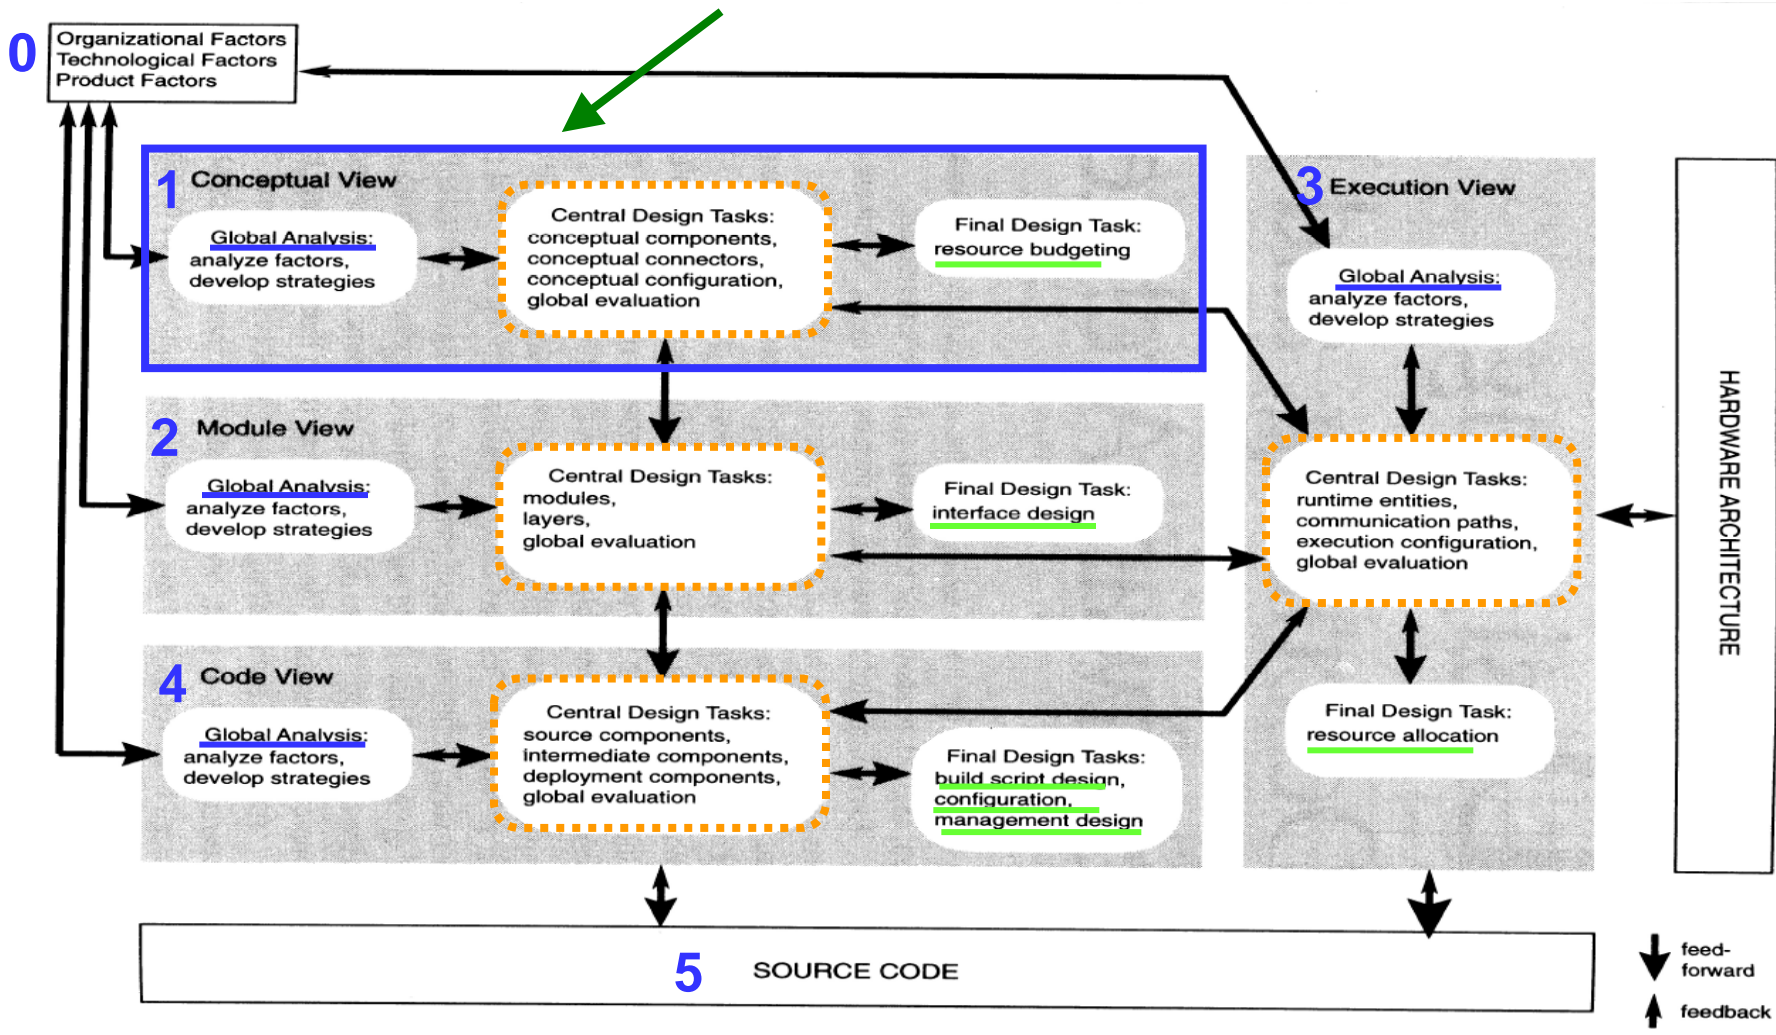 0
Organizational Factors
Technological Factors
Product Factors
1
Conceptual View
Global Analysis:
analyze factors,
develop strategies
Central Design Tasks:
conceptual components,
conceptual connectors,
conceptual configuration,
global evaluation
Final Design Task:
resource budgeting
2
Module View
Global Analysis:
analyze factors,
develop strategies
Central Design Tasks:
modules,
layers,
global evaluation
Final Design Task:
interface design
3
Execution View
Global Analysis:
analyze factors,
develop strategies
Central Design Tasks:
runtime entities,
communication paths,
execution configuration,
global evaluation
Final Design Task:
resource allocation
HARDWARE ARCHITECTURE
4
Code View
Global Analysis:
analyze factors,
develop strategies
Central Design Tasks:
source components,
intermediate components,
deployment components,
global evaluation
Final Design Tasks:
build script design,
configuration,
management design
5
SOURCE CODE
feed-
forward
feedback